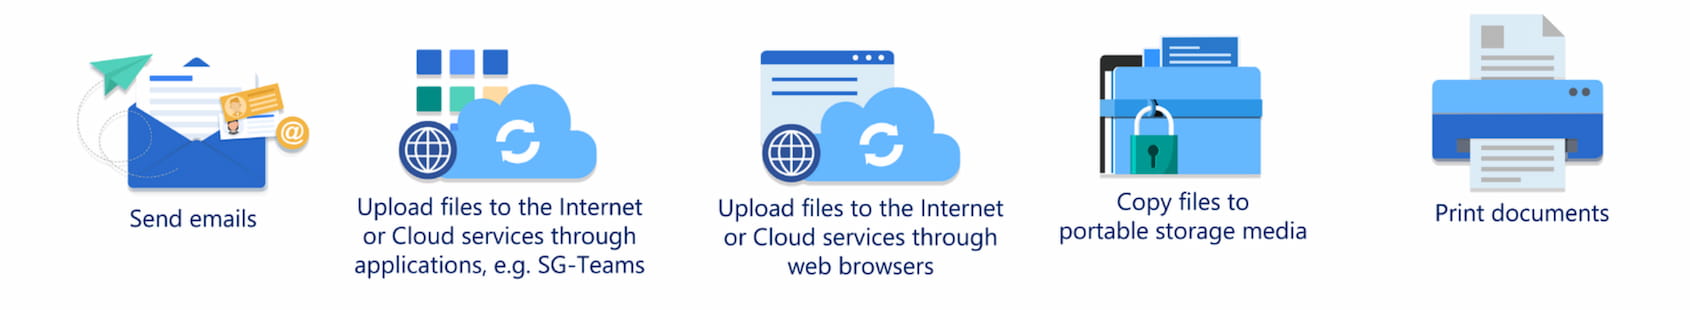 Send emails
Upload files to the Internet
or Cloud services through
applications, e.g. SG-Teams
Upload files to the Internet
or Cloud services through
web browsers
Copy files to
portable storage media
Print documents
@